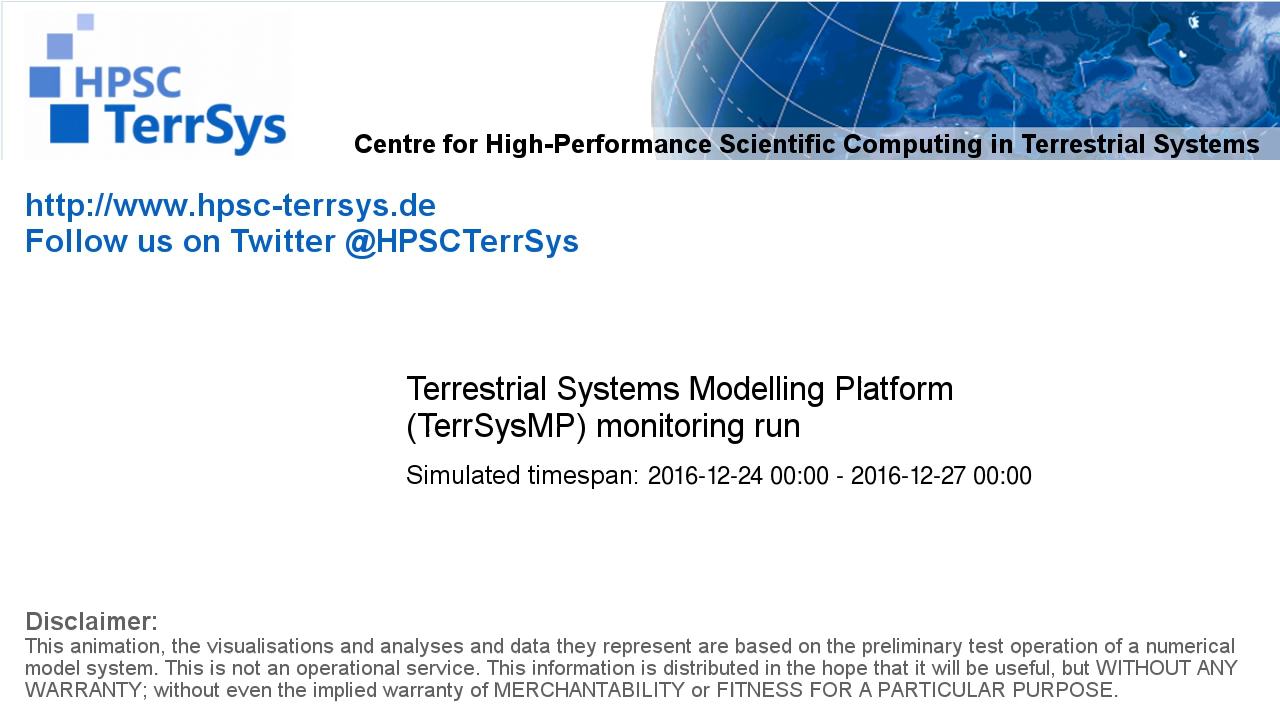 HPSC
TerrSys
Centre for High-Performance Scientific Computing in Terrestrial Systems
http://www.hpsc-terrsys.de
Follow us on Twitter @HPSCTerrSys
Terrestrial Systems Modelling Platform
(TerrSysMP) monitoring run
Simulated timespan: 2016-12-24 00:00 - 2016-12-27 00:00
Disclaimer:
This animation, the visualisations and analyses and data they represent are based on the preliminary test operation of a numerical
model system. This is not an operational service. This information is distributed in the hope that it will be useful, but WITHOUT ANY
WARRANTY; without even the implied warranty of MERCHANTABILITY or FITNESS FOR A PARTICULAR PURPOSE.